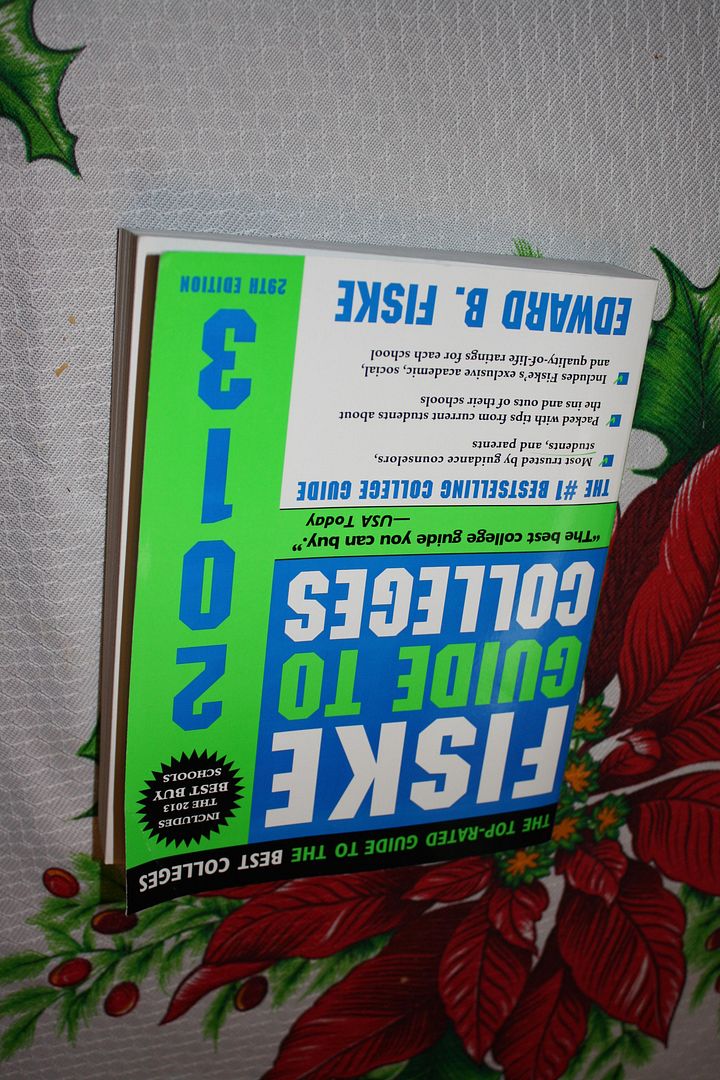 THE TOP-RATED GUIDE TO THE BEST COLLEGES
FISKE
GUIDE TO
COLLEGES
INCLUDES
THE 2013
BEST BUY
SCHOOLS
2013
29TH EDITION
“The best college guide you can buy.”
—USA Today
THE #1 BESTSELLING COLLEGE GUIDE
Most trusted by guidance counselors,
students, and parents
Packed with tips from current students about
the ins and outs of their schools
Includes Fiske's exclusive academic, social,
and quality-of-life ratings for each school
EDWARD B. FISKE